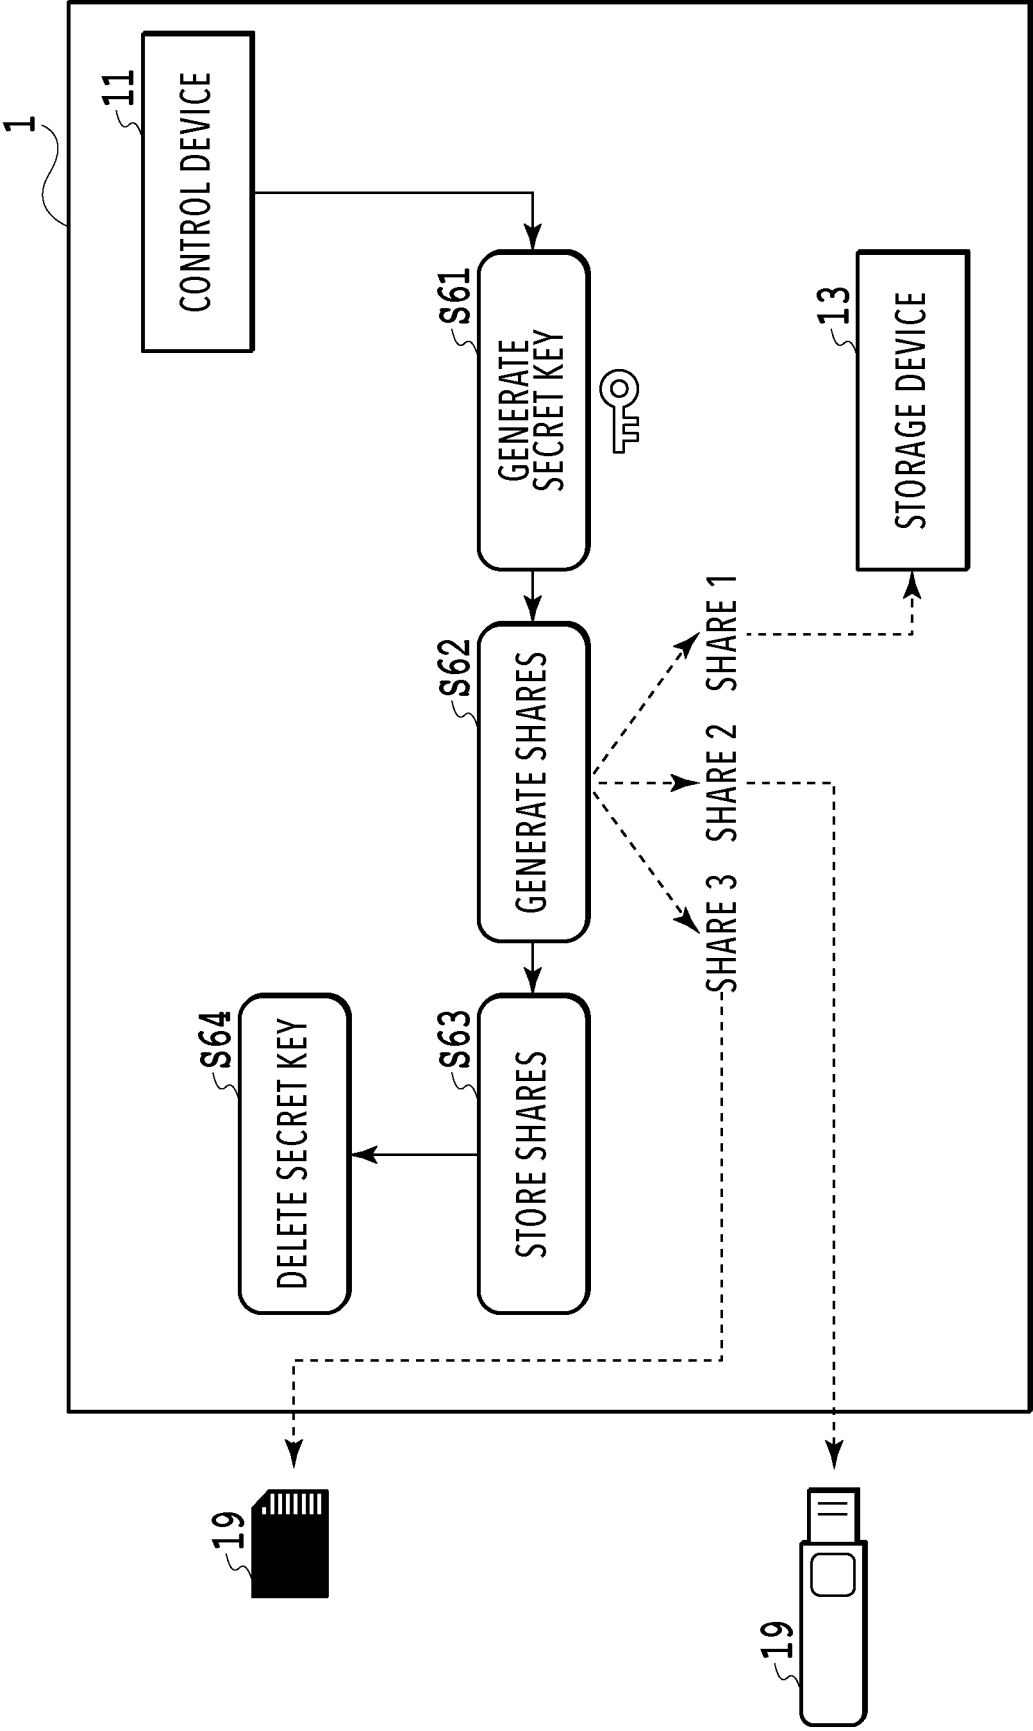 1
11
CONTROL DEVICE
S61
GENERATE
SECRET KEY
S62
GENERATE SHARES
S63
STORE SHARES
S64
DELETE SECRET KEY
SHARE 1
SHARE 2
SHARE 3
13
STORAGE DEVICE
19
19